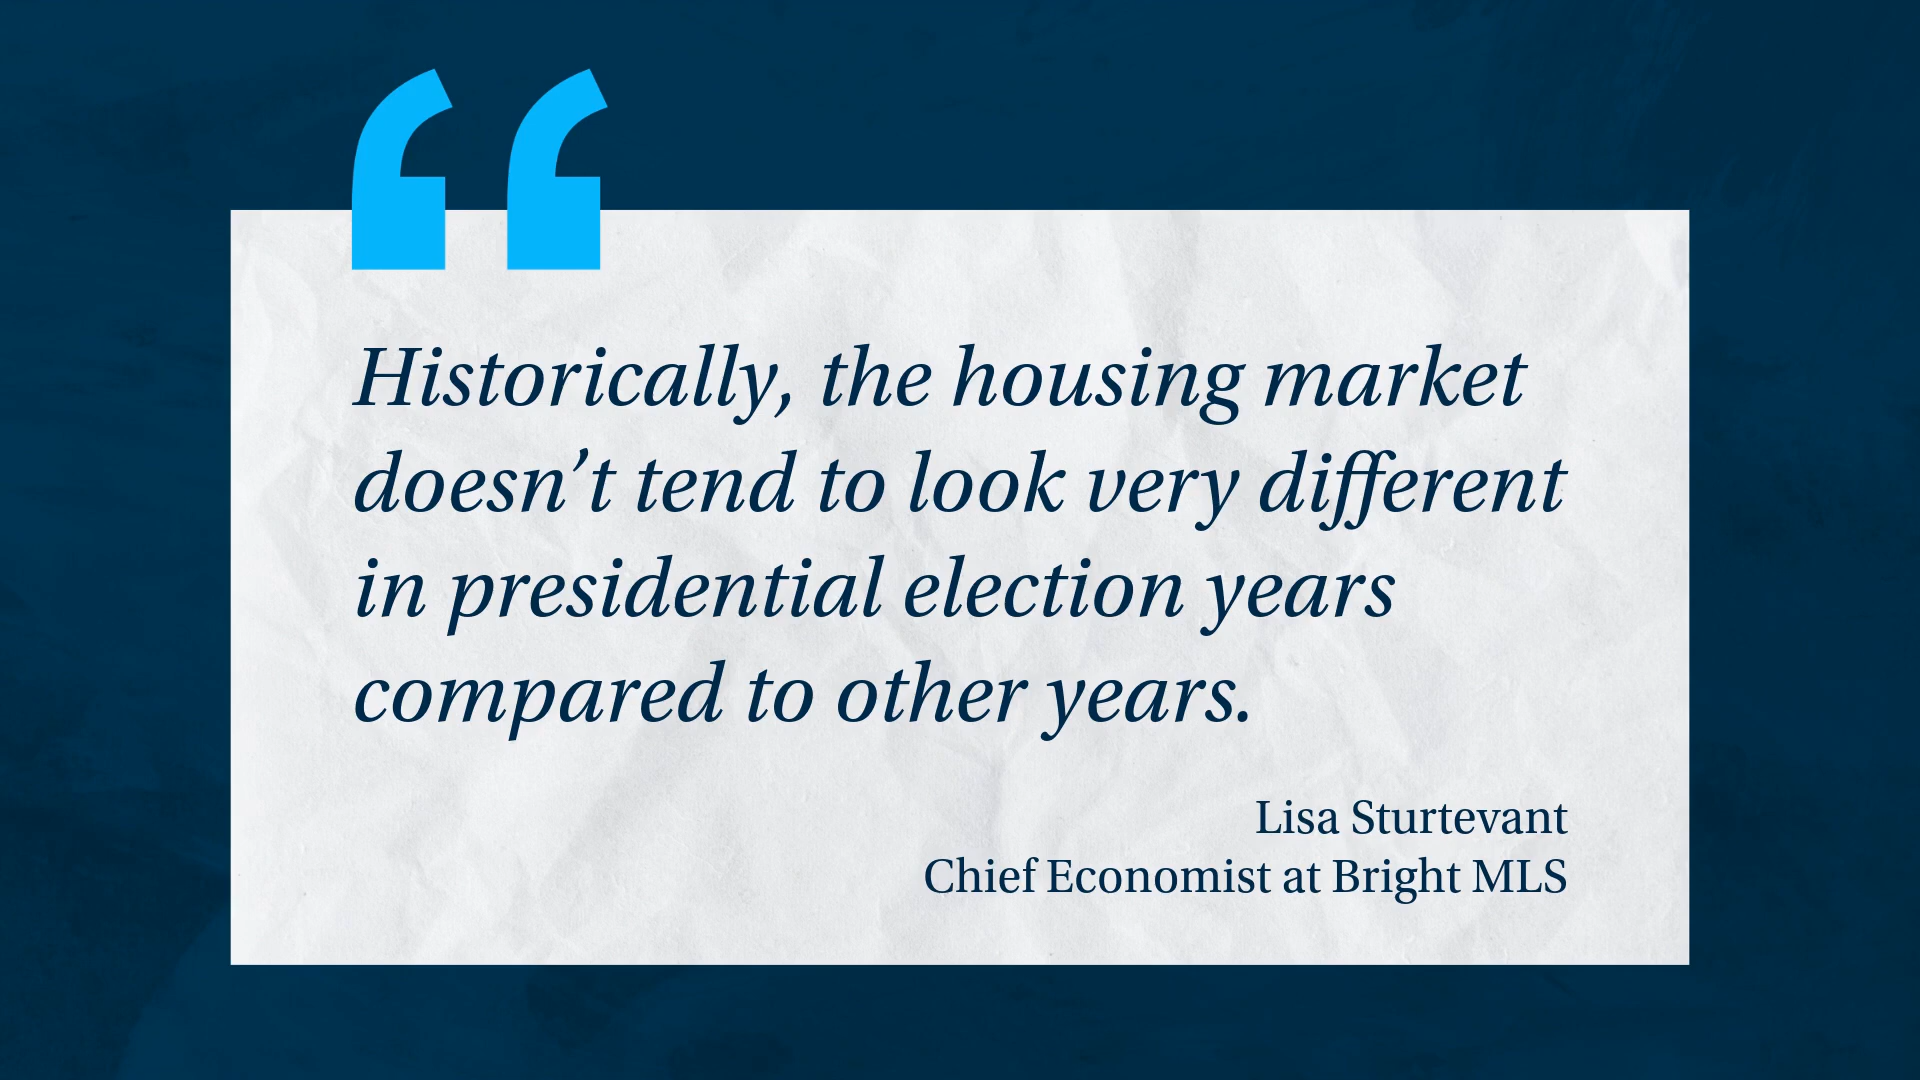 Historically, the housing market
doesn’t tend to look very different
in presidential election years
compared to other years.
Lisa Sturtevant
Chief Economist at Bright MLS